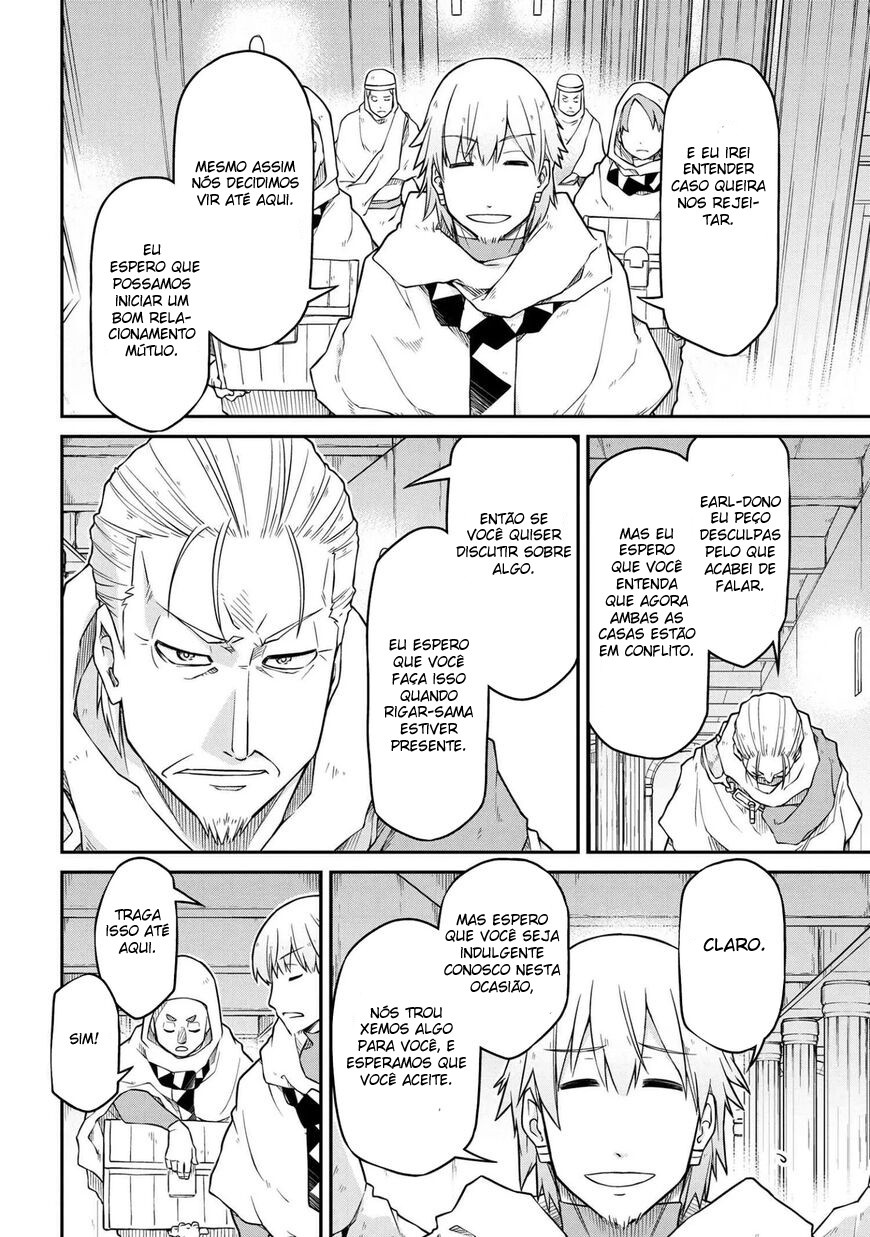 E EU IREI
ENTENDER
CASO QUEIRA
NOS REJEI-
TAR.
MESMO ASSIM
NÓS DECIDIMOS
VIR ATÉ AQUI.
EU
ESPERO QUE
POSSAMOS
INICIAR UM
BOM RELA-
CIONAMENTO
MÚTUO.
EARL-DONO
EU PEÇO
DESCULPAS
PELO QUE
ACABEI DE
FALAR.
MAS EU
ESPERO
QUE VOCÊ
ENTENDA
QUE AGORA
AMBAS AS
CASAS ESTÃO
EM CONFLITO.
ENTÃO SE
VOCÊ QUISER
DISCUTIR SOBRE
ALGO.
EU ESPERO
QUE VOCÊ
FAÇA ISSO
QUANDO
RIGAR-SAMA
ESTIVER
PRESENTE.
CLARO.
MAS ESPERO
QUE VOCÊ SEJA
INDULGENTE
CONOSCO NESTA
OCASIÃO,
NÓS TROU
XEMOS ALGO
PARA VOCÊ, E
ESPERAMOS QUE
VOCÊ ACEITE.
TRAGA
ISSO ATÉ
AQUI.
SIM!